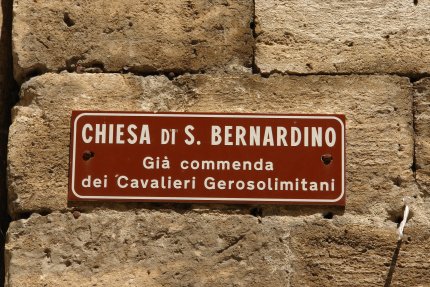 CHIESA DI S. BERNARDINO
Già commenda
dei Cavalieri Gerosolimitani